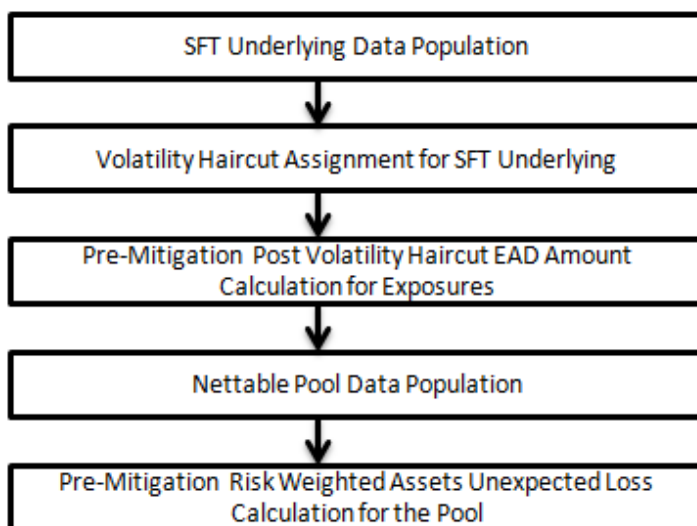 SFT Underlying Data Population
Volatility Haircut Assignment for SFT Underlying
Pre-Mitigation Post Volatility Haircut EAD Amount
Calculation for Exposures
Nettable Pool Data Population
Pre-Mitigation Risk Weighted Assets Unexpected Loss
Calculation for the Pool